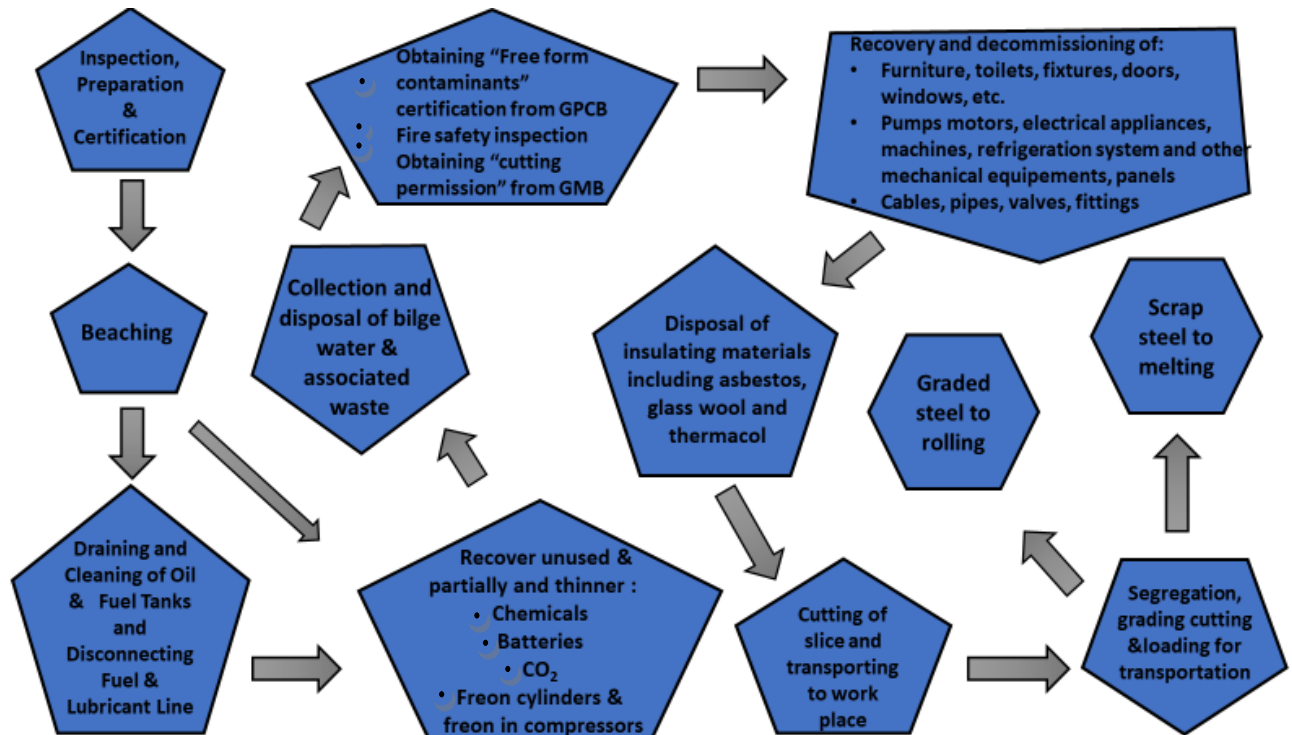 Inspection,
Preparation
&
Certification
Beaching
Draining and
Cleaning of Oil
& Fuel Tanks
and
Disconnecting
Fuel &
Lubricant Line
Recover unused &
partially and thinner :
• Chemicals
• Batteries
• CO₂
• Freon cylinders &
freon in compressors
Collection and
disposal of bilge
water &
associated
waste
Obtaining “Free form
• contaminants”
certification from GPCB
• Fire safety inspection
• Obtaining “cutting
permission” from GMB
Recovery and decommissioning of:
• Furniture, toilets, fixtures, doors,
windows, etc.
• Pumps motors, electrical appliances,
machines, refrigeration system and other
mechanical equipements, panels
• Cables, pipes, valves, fittings
Disposal of
insulating materials
including asbestos,
glass wool and
thermacol
Cutting of
slice and
transporting
to work
place
Segregation,
grading cutting
&loading for
transportation
Graded
steel to
rolling
Scrap
steel to
melting